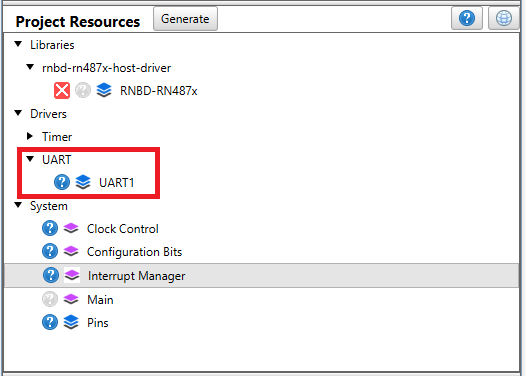 Project Resources Generate
Libraries
rnbd-rn487x-host-driver
RNBD-RN487x
Drivers
Timer
UART
UART1
System
Clock Control
Configuration Bits
Interrupt Manager
Main
Pins